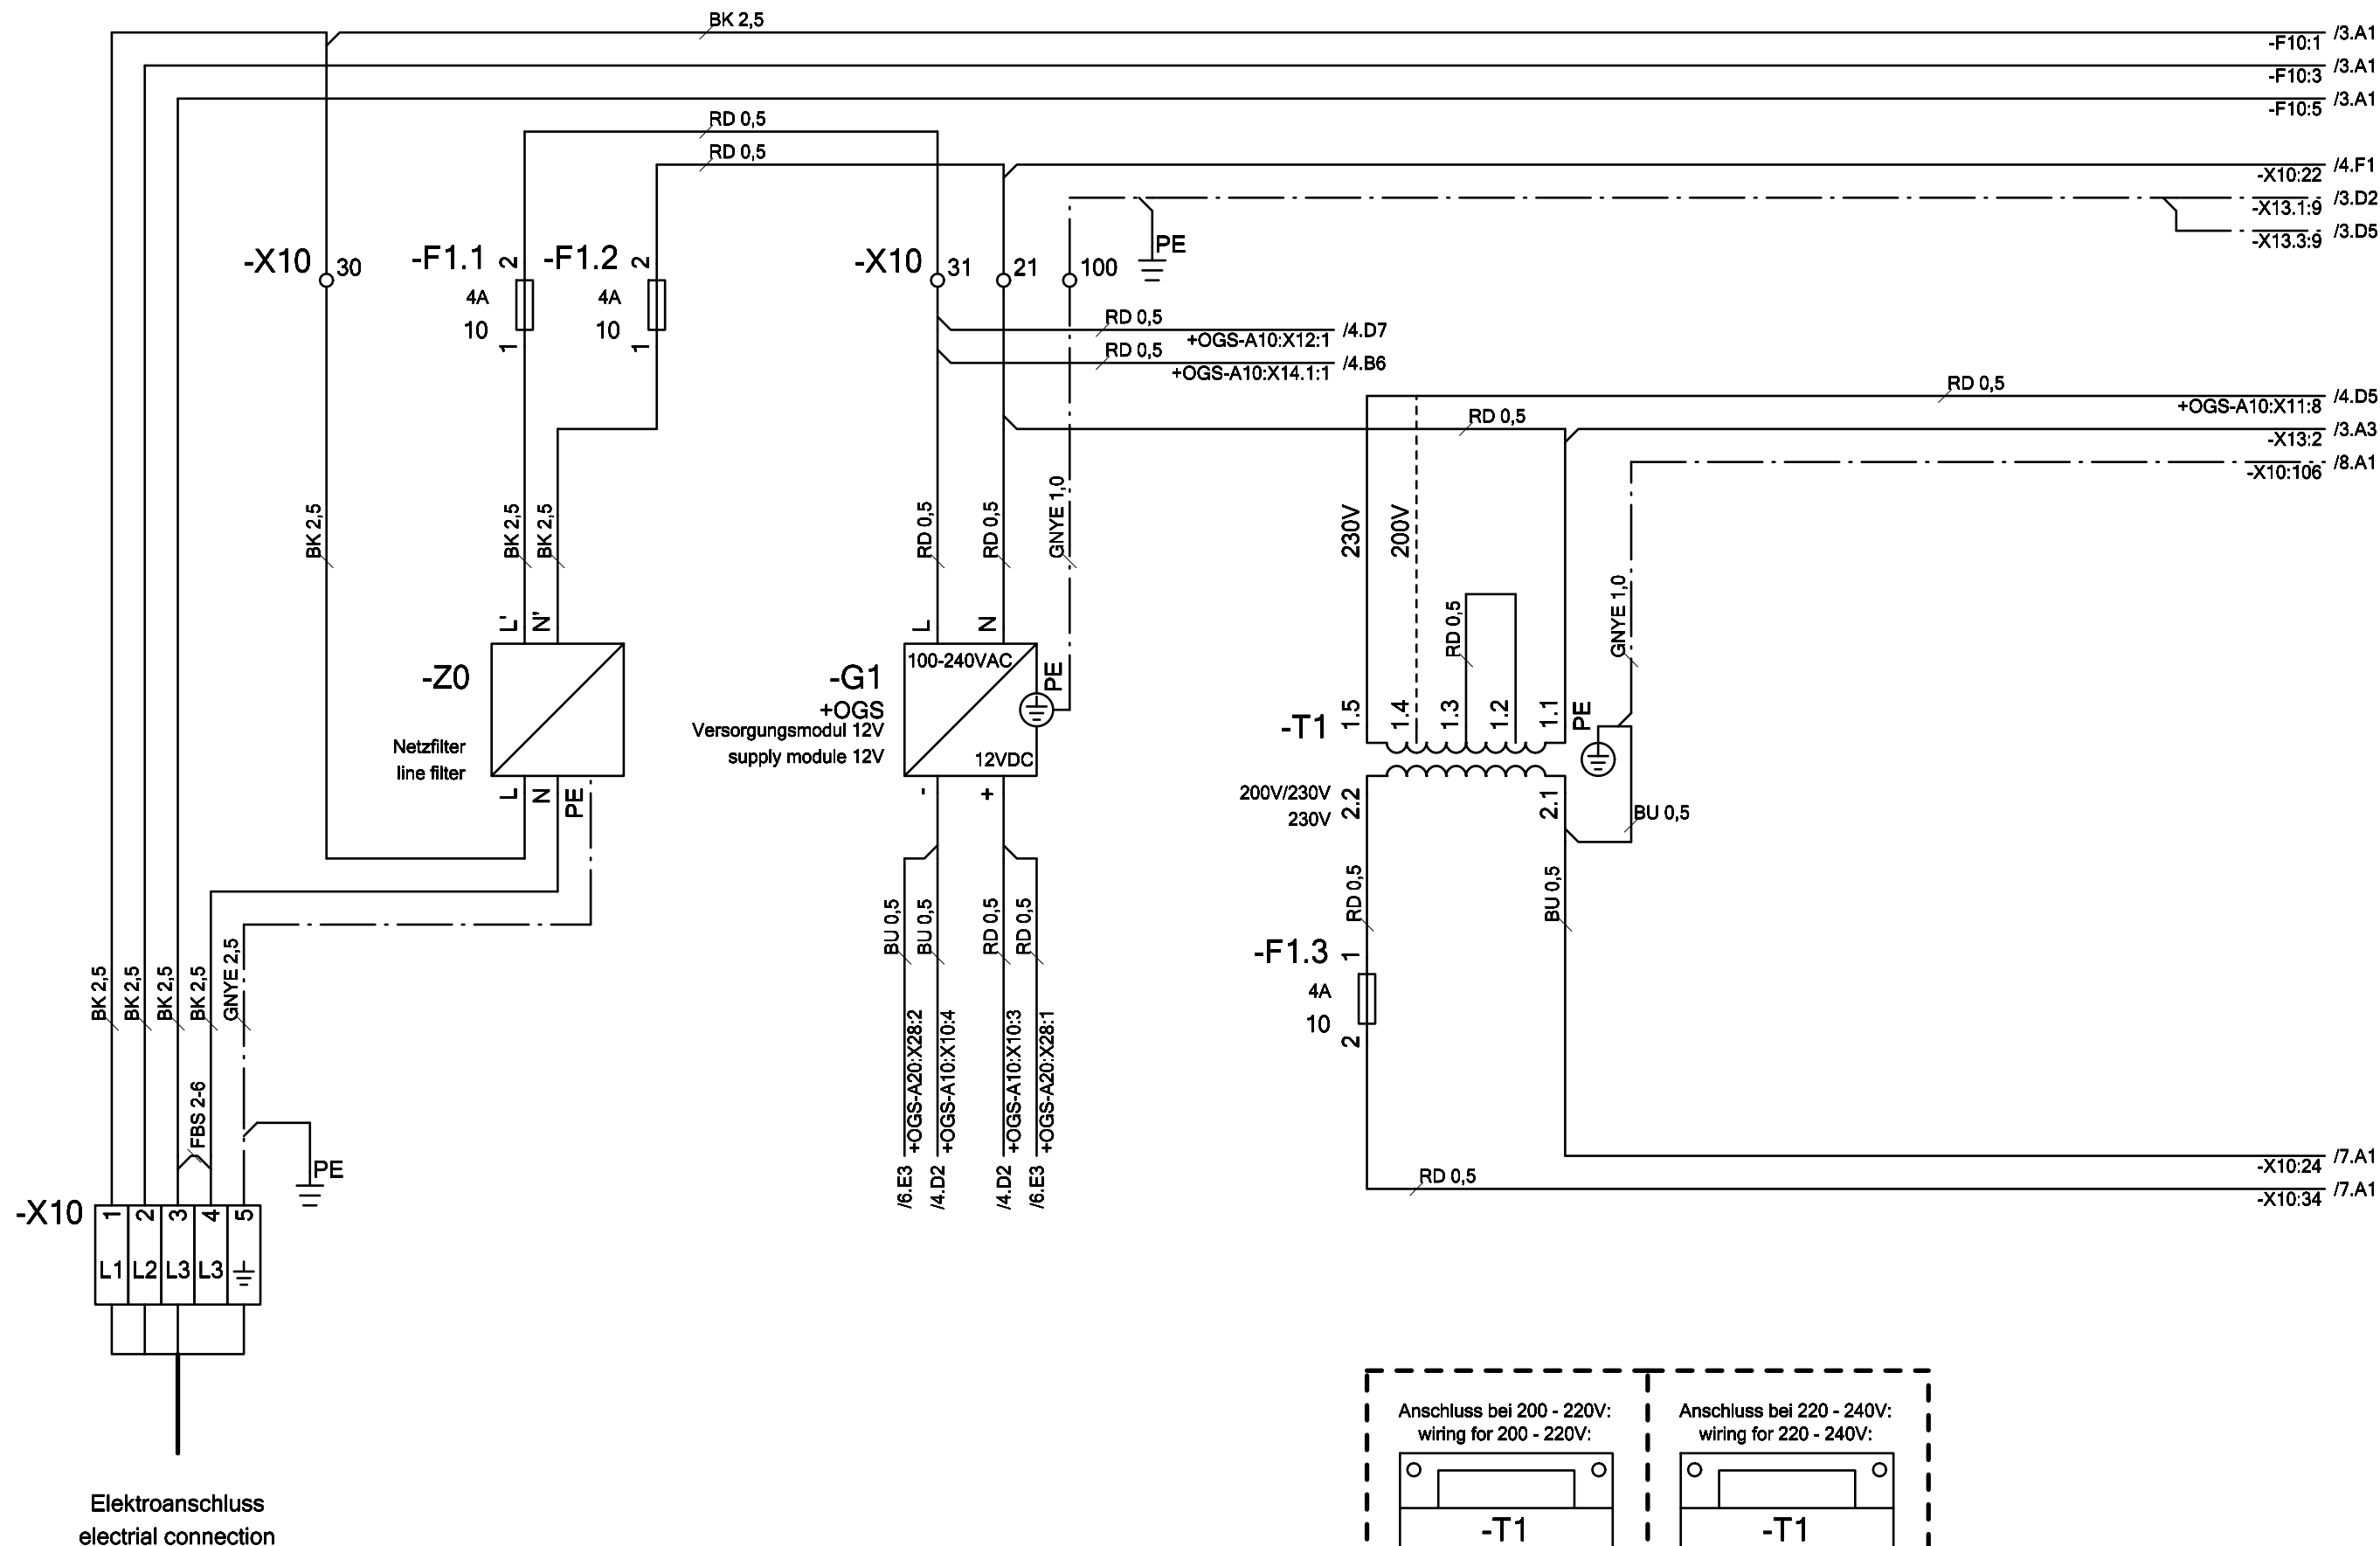 BK 2,5
-F10:1 /3.A1
-F10:3 /3.A1
-F10:5 /3.A1
RD 0,5
RD 0,5
-X10:22 /4.F1
-X13.1:9 /3.D2
-X13.3:9 /3.D5
PE
-X10 30
-F1.1 2
4A
10
1
-F1.2 2
4A
10
1
-X10 31 21 100
RD 0,5
+OGS-A10:X12:1 /4.D7
RD 0,5
+OGS-A10:X14.1:1 /4.B6
RD 0,5
+OGS-A10:X11:8 /4.D5
RD 0,5
-X13:2 /3.A3
-X10:106 /8.A1
BK 2,5
BK 2,5
BK 2,5
RD 0,5
RD 0,5
GNYE 1,0
230V
200V
RD 0,5
GNYE 1,0
L' N'
-Z0
Netzfilter
line filter
L N PE
L N
100-240VAC
-G1
+OGS
Versorgungsmodul 12V
supply module 12V
12VDC
PE
- +
-T1
1.5 1.4 1.3 1.2 1.1 PE
200V/230V
230V
2.2 2.1
BU 0,5
RD 0,5
BU 0,5
BU 0,5
BU 0,5
RD 0,5
RD 0,5
-F1.3 1
4A
10
2
BK 2,5
BK 2,5
BK 2,5
BK 2,5
GNYE 2,5
FBS 2-6
PE
+OGS-A20:X28:2
+OGS-A10:X10:4
+OGS-A10:X10:3
+OGS-A20:X28:1
/6.E3
/4.D2
/4.D2
/6.E3
-X10:24 /7.A1
RD 0,5
-X10:34 /7.A1
-X10 1 2 3 4 5
L1 L2 L3 L3
Elektroanschluss
electrial connection
Anschluss bei 200 - 220V:
wiring for 200 - 220V:
-T1
Anschluss bei 220 - 240V:
wiring for 220 - 240V:
-T1